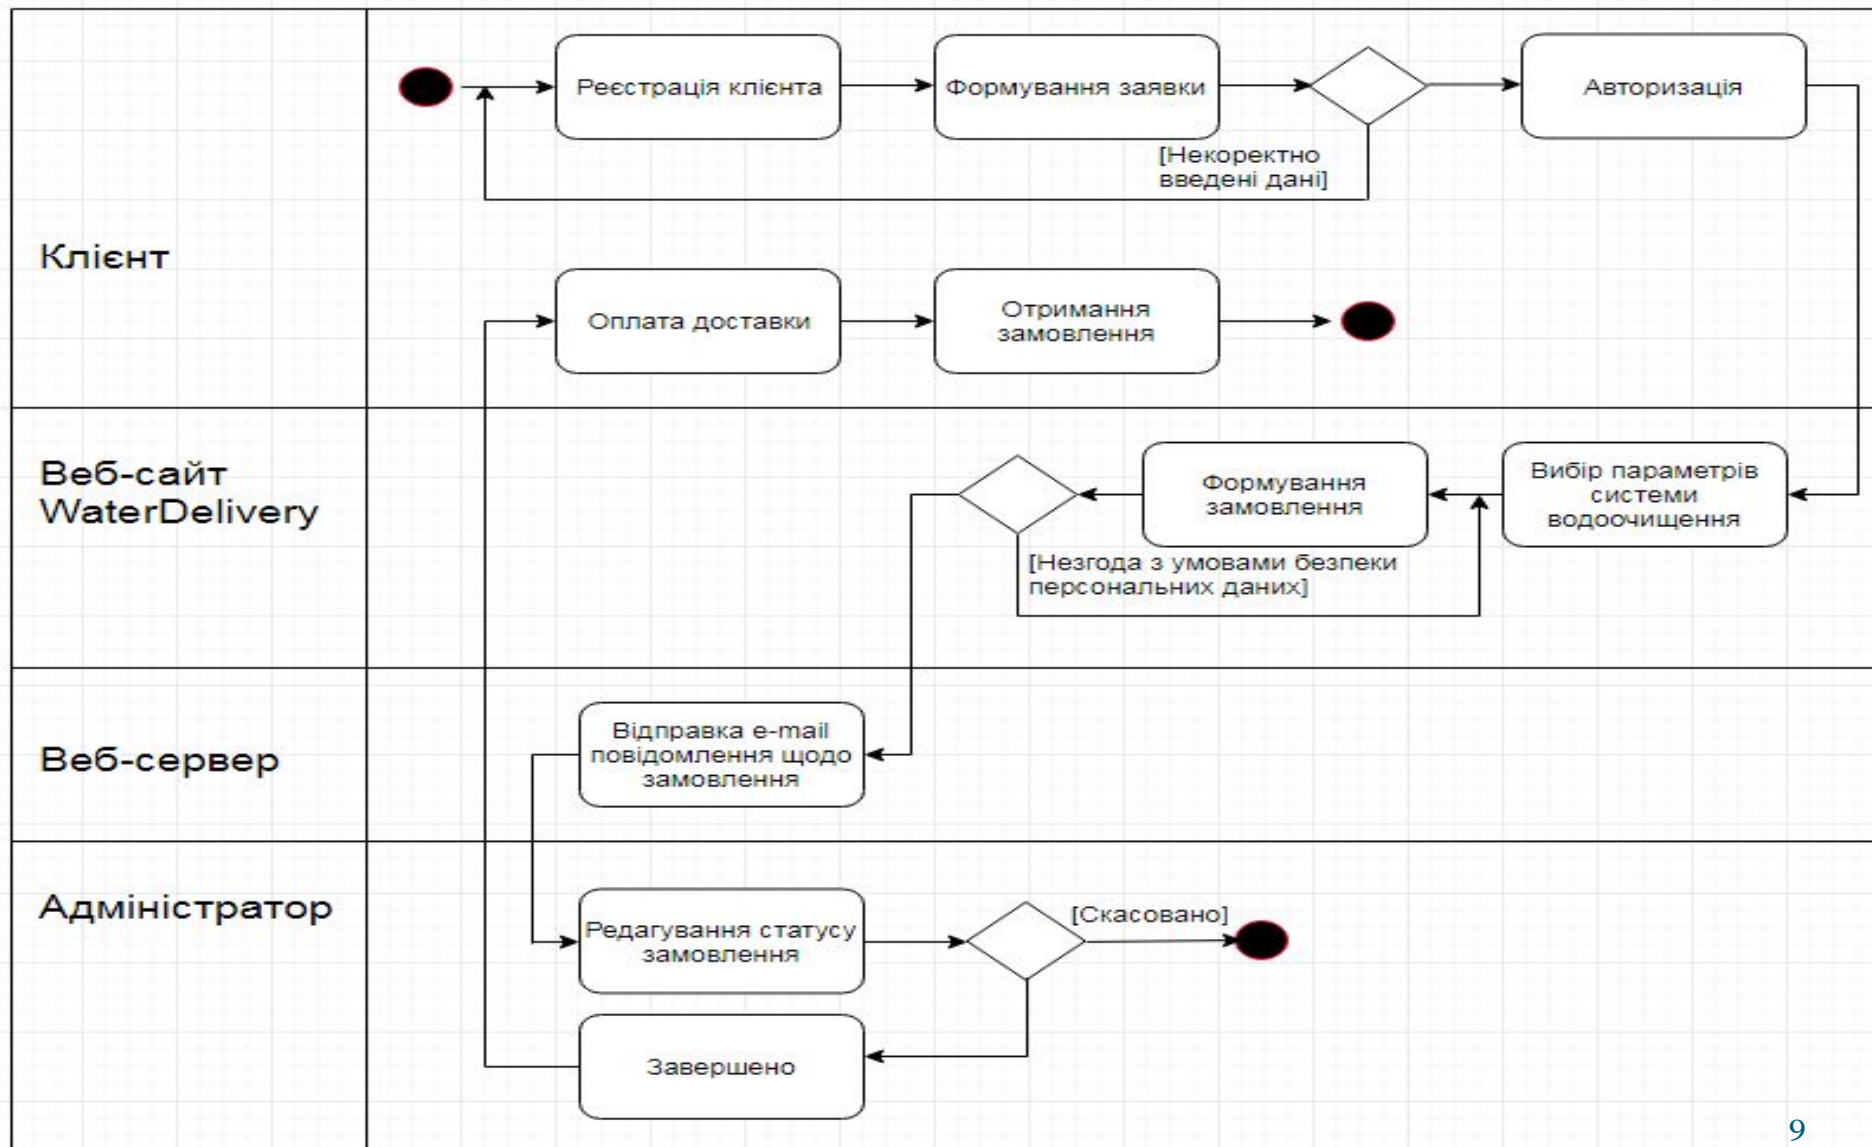 Реєстрація клієнта
Формування заявки
Авторизація
[Некоректно
введені дані]
Клієнт
Оплата доставки
Отримання
замовлення
Веб-сайт
WaterDelivery
Формування
замовлення
Вибір параметрів
системи
водоочищення
[Незгода з умовами безпеки
персональних даних]
Веб-сервер
Відправка e-mail
повідомлення щодо
замовлення
Адміністратор
Редагування статусу
замовлення
[Скасовано]
Завершено
9